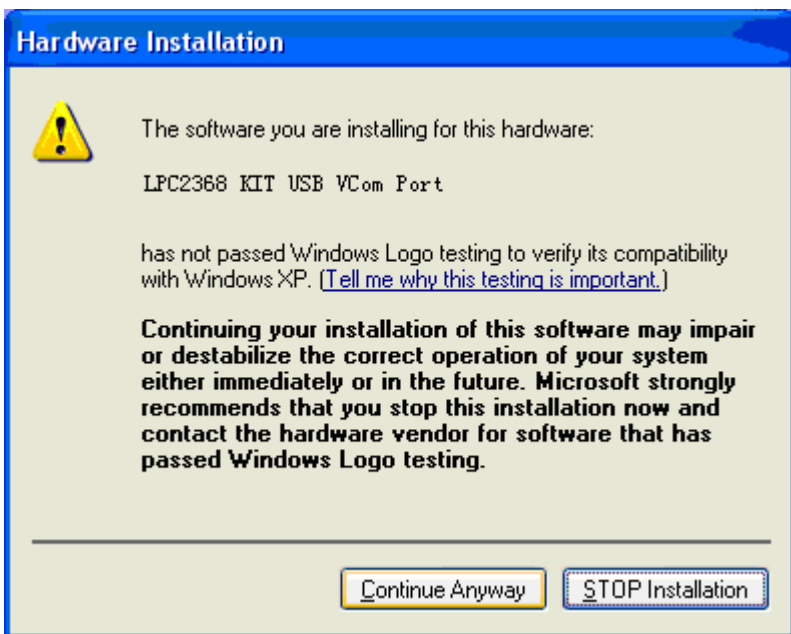 Hardware Installation
The software you are installing for this hardware:
LPC2368 KIT USB VCom Port
has not passed Windows Logo testing to verify its compatibility
with Windows XP. (Tell me why this testing is important.)
Continuing your installation of this software may impair
or destabilize the correct operation of your system
either immediately or in the future. Microsoft strongly
recommends that you stop this installation now and
contact the hardware vendor for software that has
passed Windows Logo testing.
Continue Anyway
STOP Installation